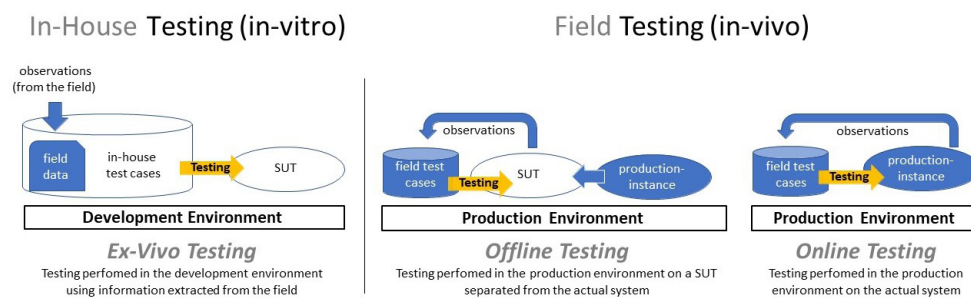 In-House Testing (in-vitro)
observations
(from the field)
field
data
in-house
test cases
Testing
SUT
Development Environment
Ex-Vivo Testing
Testing perfomed in the development environment
using information extracted from the field
Field Testing (in-vivo)
observations
field test
cases
Testing
SUT
production-
instance
Production Environment
Offline Testing
Testing perfomed in the production environment on a SUT
separated from the actual system
observations
field test
cases
Testing
production-
instance
Production Environment
Online Testing
Testing perfomed in the production
environment on the actual system